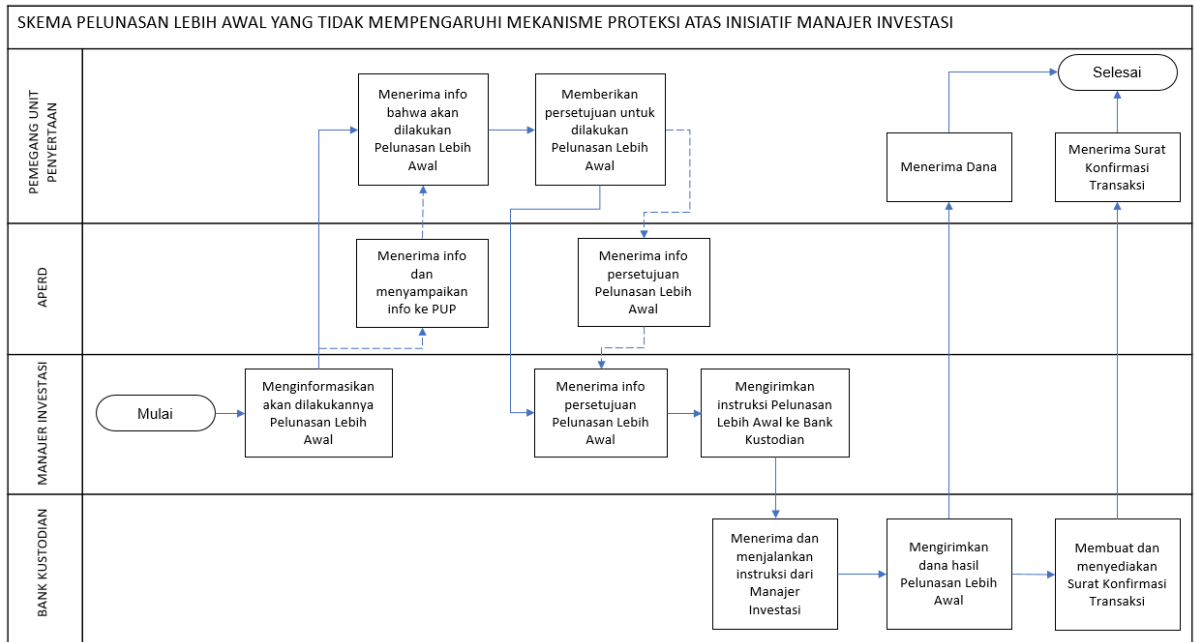 SKEMA PELUNASAN LEBIH AWAL YANG TIDAK MEMPENGARUHI MEKANISME PROTEKSI ATAS INISIATIF MANAJER INVESTASI
PEMEGANG UNIT
PENYERTAAN
Menerima info
bahwa akan
dilakukan
Pelunasan Lebih
Awal
Memberikan
persetujuan untuk
dilakukan
Pelunasan Lebih
Awal
Menerima Dana
Selesai
Menerima Surat
Konfirmasi
Transaksi
APERD
Menerima info
dan
menyampaikan
info ke PUP
Menerima info
persetujuan
Pelunasan Lebih
Awal
MANAJER INVESTASI
Mulai
Menginformasikan
akan dilakukannya
Pelunasan Lebih
Awal
Menerima info
persetujuan
Pelunasan Lebih
Awal
Mengirimkan
instruksi Pelunasan
Lebih Awal ke Bank
Kustodian
BANK KUSTODIAN
Menerima dan
menjalankan
instruksi dari
Manajer
Investasi
Mengirimkan
dana hasil
Pelunasan Lebih
Awal
Membuat dan
menyediakan
Surat Konfirmasi
Transaksi